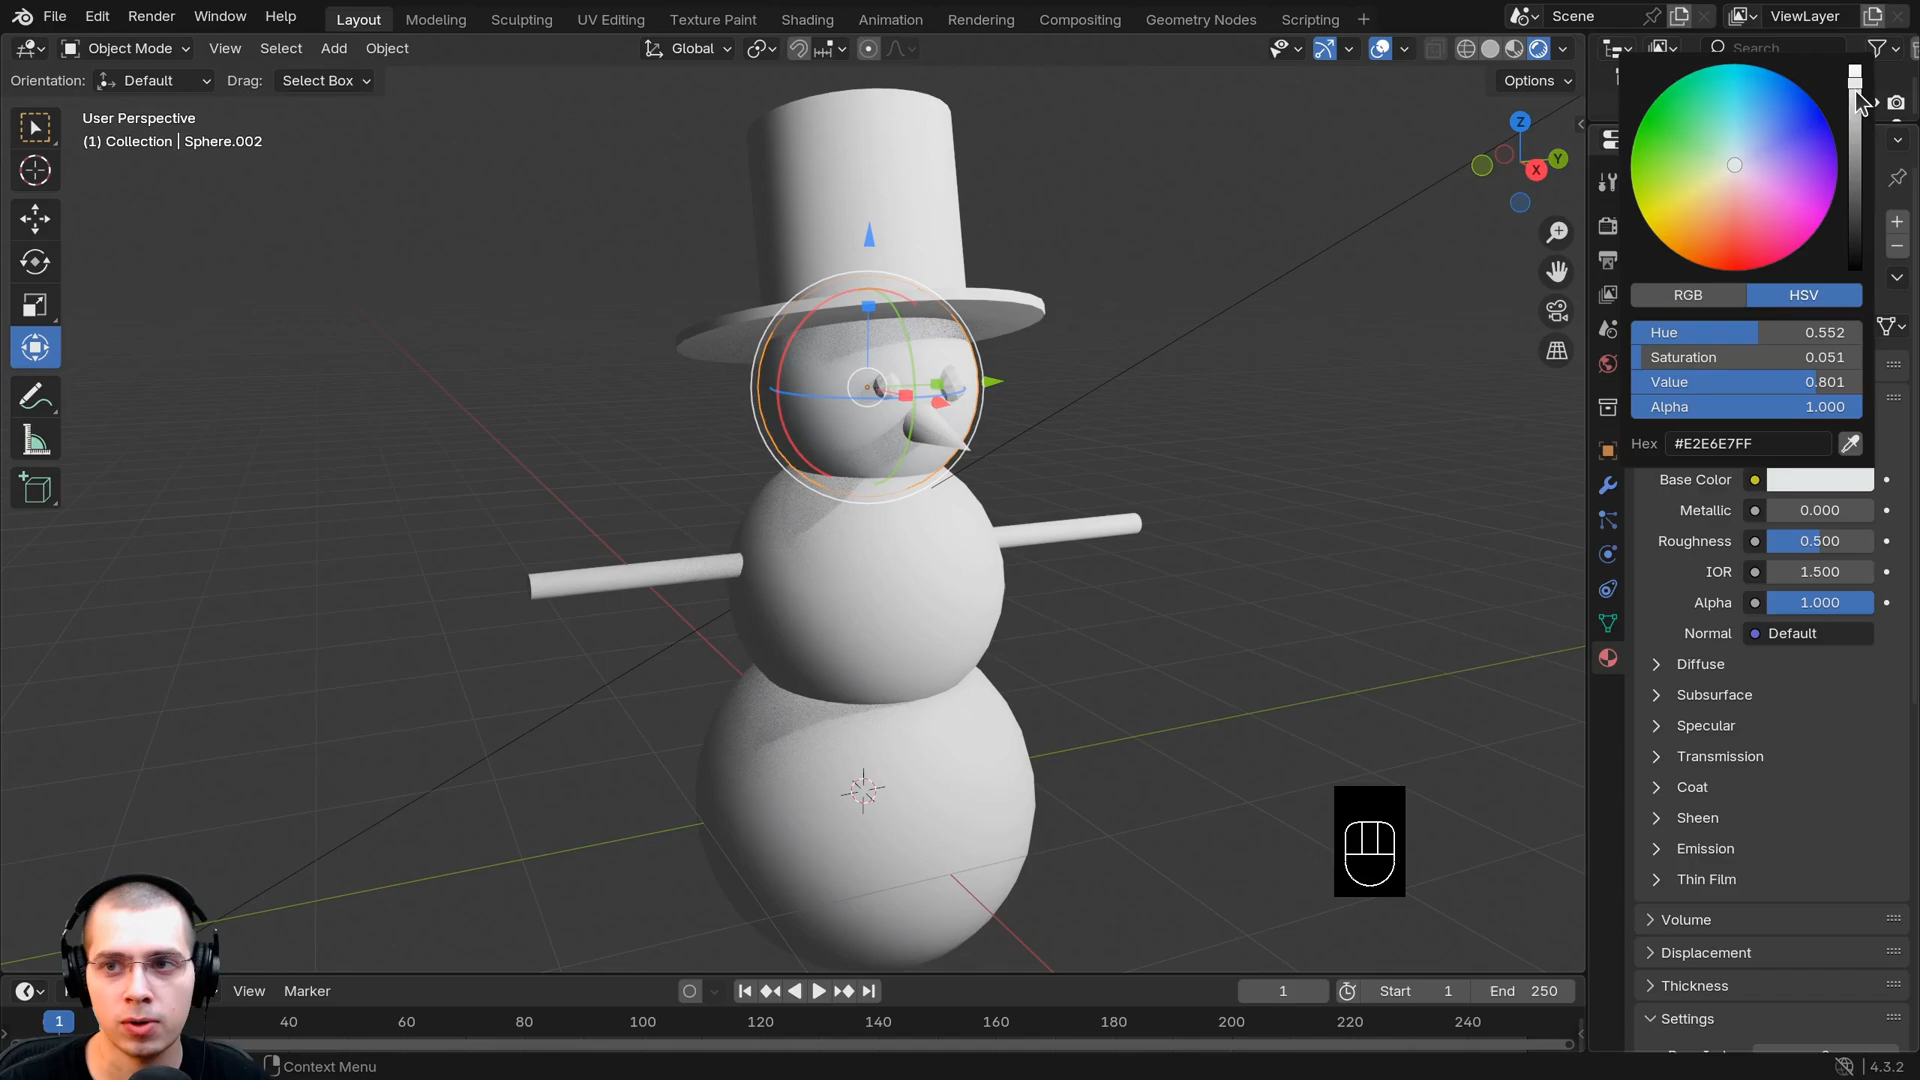 File Edit Render Window Help Layout Modeling Sculpting UV Editing Texture Paint Shading Animation Rendering Compositing Geometry Nodes Scripting Scene ViewLayer
Object Mode View Select Add Object Global Search
Orientation: Default Drag: Select Box Options
User Perspective
(1) Collection | Sphere.002
Z
Y
X
RGB HSV
Hue 0.552
Saturation 0.051
Value 0.801
Alpha 1.000
Hex #E2E6E7FF
Base Color
Metallic 0.000
Roughness 0.500
IOR 1.500
Alpha 1.000
Normal Default
Diffuse
Subsurface
Specular
Transmission
Coat
Sheen
Emission
Thin Film
Volume
Displacement
Thickness
Settings
View Marker 1 Start 1 End 250
1 40 60 80 100 120 140 160 180 200 220 240
Context Menu 4.3.2